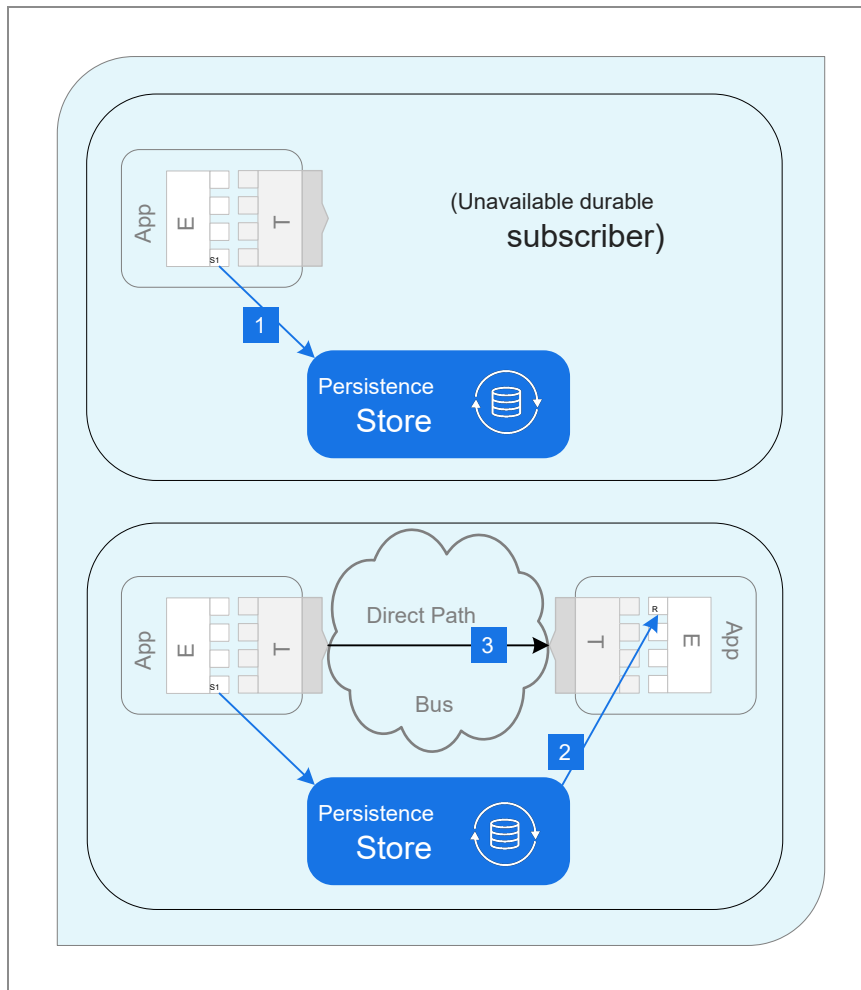 (Unavailable durable
subscriber)
App
E
T
S1
1
Persistence
Store
Direct Path
3
Bus
App
E
T
S1
T
R
E
App
2
Persistence
Store